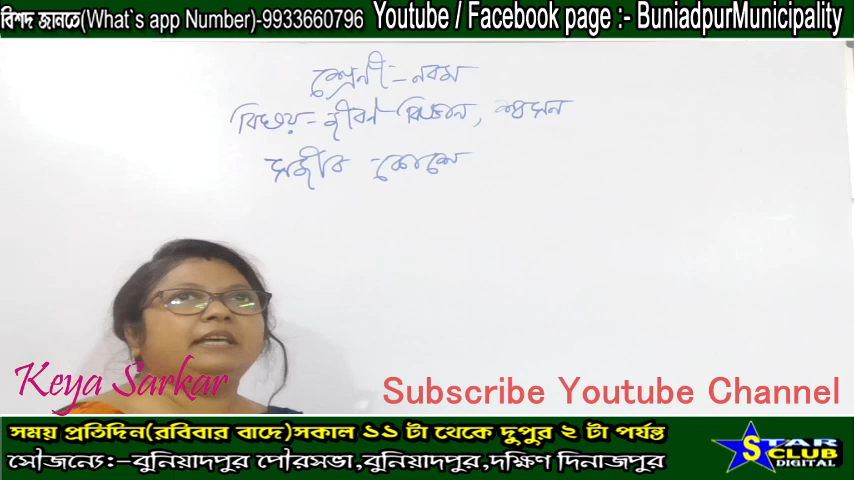 বিশদ জানতে(What`s app Number)-9933660796 Youtube / Facebook page :- BuniadpurMunicipality
শ্রেনী - নবম
বিষয় - জীবন বিজ্ঞান, শ্বসন
সজীব কোশে
Keya Sarkar
Subscribe Youtube Channel
সময় প্রতিদিন(রবিবার বাদে)সকাল ১১ টা থেকে দুপুর ২ টা পর্যন্ত
সৌজন্যে:-বুনিয়াদপুর পৌরসভা,বুনিয়াদপুর,দক্ষিণ দিনাজপুর
STAR
CLUB
DIGITAL